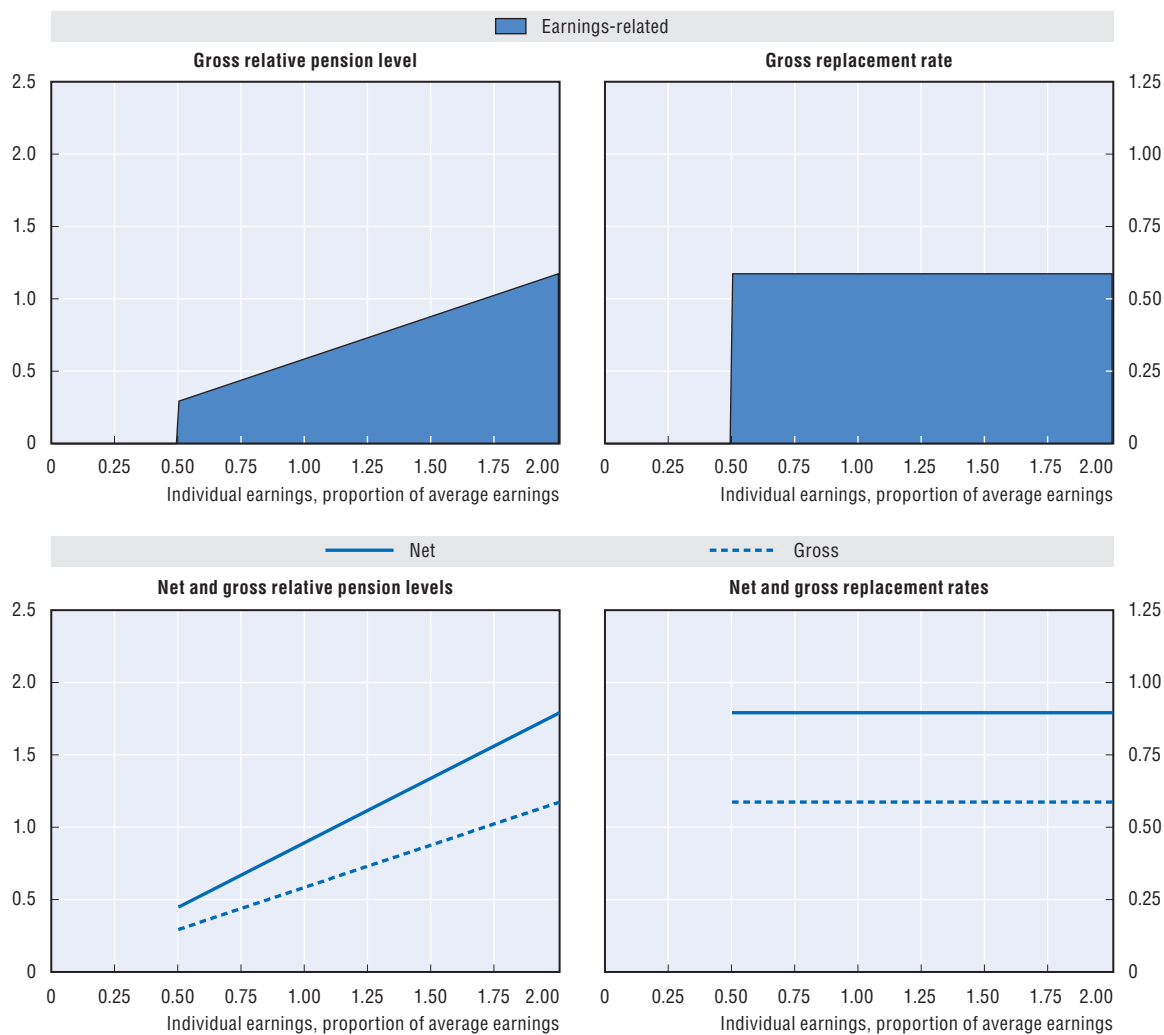 Earnings-related
Gross relative pension level
Gross replacement rate
2.5
2.0
1.5
1.0
0.5
0
1.25
1.00
0.75
0.50
0.25
0
0 0.25 0.50 0.75 1.00 1.25 1.50 1.75 2.00
Individual earnings, proportion of average earnings
0 0.25 0.50 0.75 1.00 1.25 1.50 1.75 2.00
Individual earnings, proportion of average earnings
Net Gross
Net and gross relative pension levels
Net and gross replacement rates
2.5
2.0
1.5
1.0
0.5
0
1.25
1.00
0.75
0.50
0.25
0
0 0.25 0.50 0.75 1.00 1.25 1.50 1.75 2.00
Individual earnings, proportion of average earnings
0 0.25 0.50 0.75 1.00 1.25 1.50 1.75 2.00
Individual earnings, proportion of average earnings